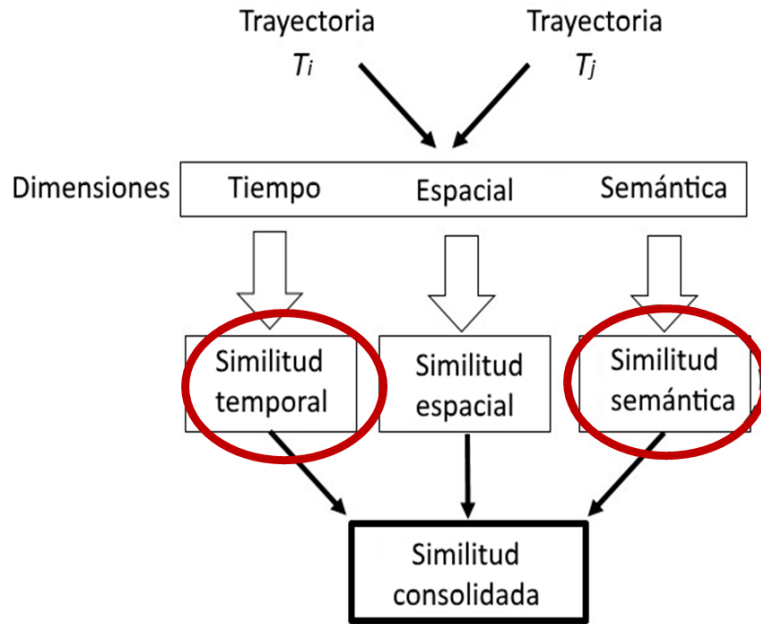 Trayectoria Trayectoria
Ti Tj
Dimensiones Tiempo Espacial Semántica
Similitud temporal
Similitud espacial
Similitud semántica
Similitud
consolidada